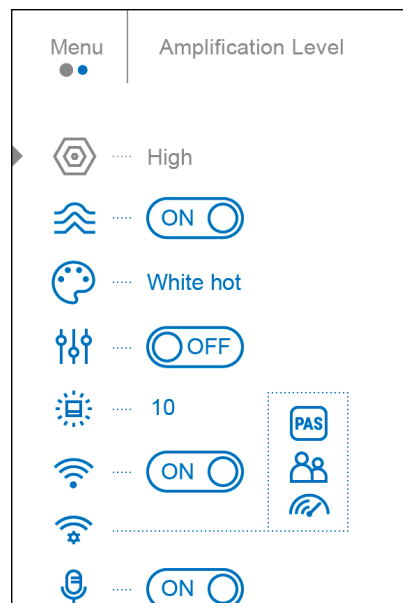 Menu
Amplification Level
High
ON
White hot
OFF
10
PAS
ON
ON